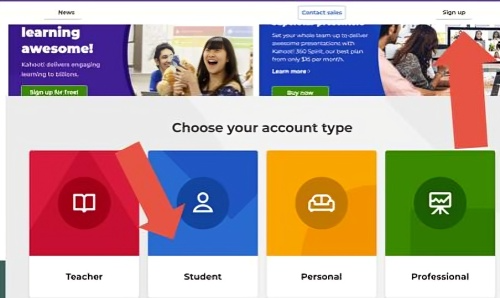 News
Contact sales
Sign up
learning
awesome!
Kahoot! delivers engaging
learning to billions.
Sign up for free!
Set your whole team up to deliver
awesome presentations with
Kahoot! 360 Spirit, our best plan
from only $35 per month.
Learn more
Buy now
Choose your account type
Teacher
Student
Personal
Professional